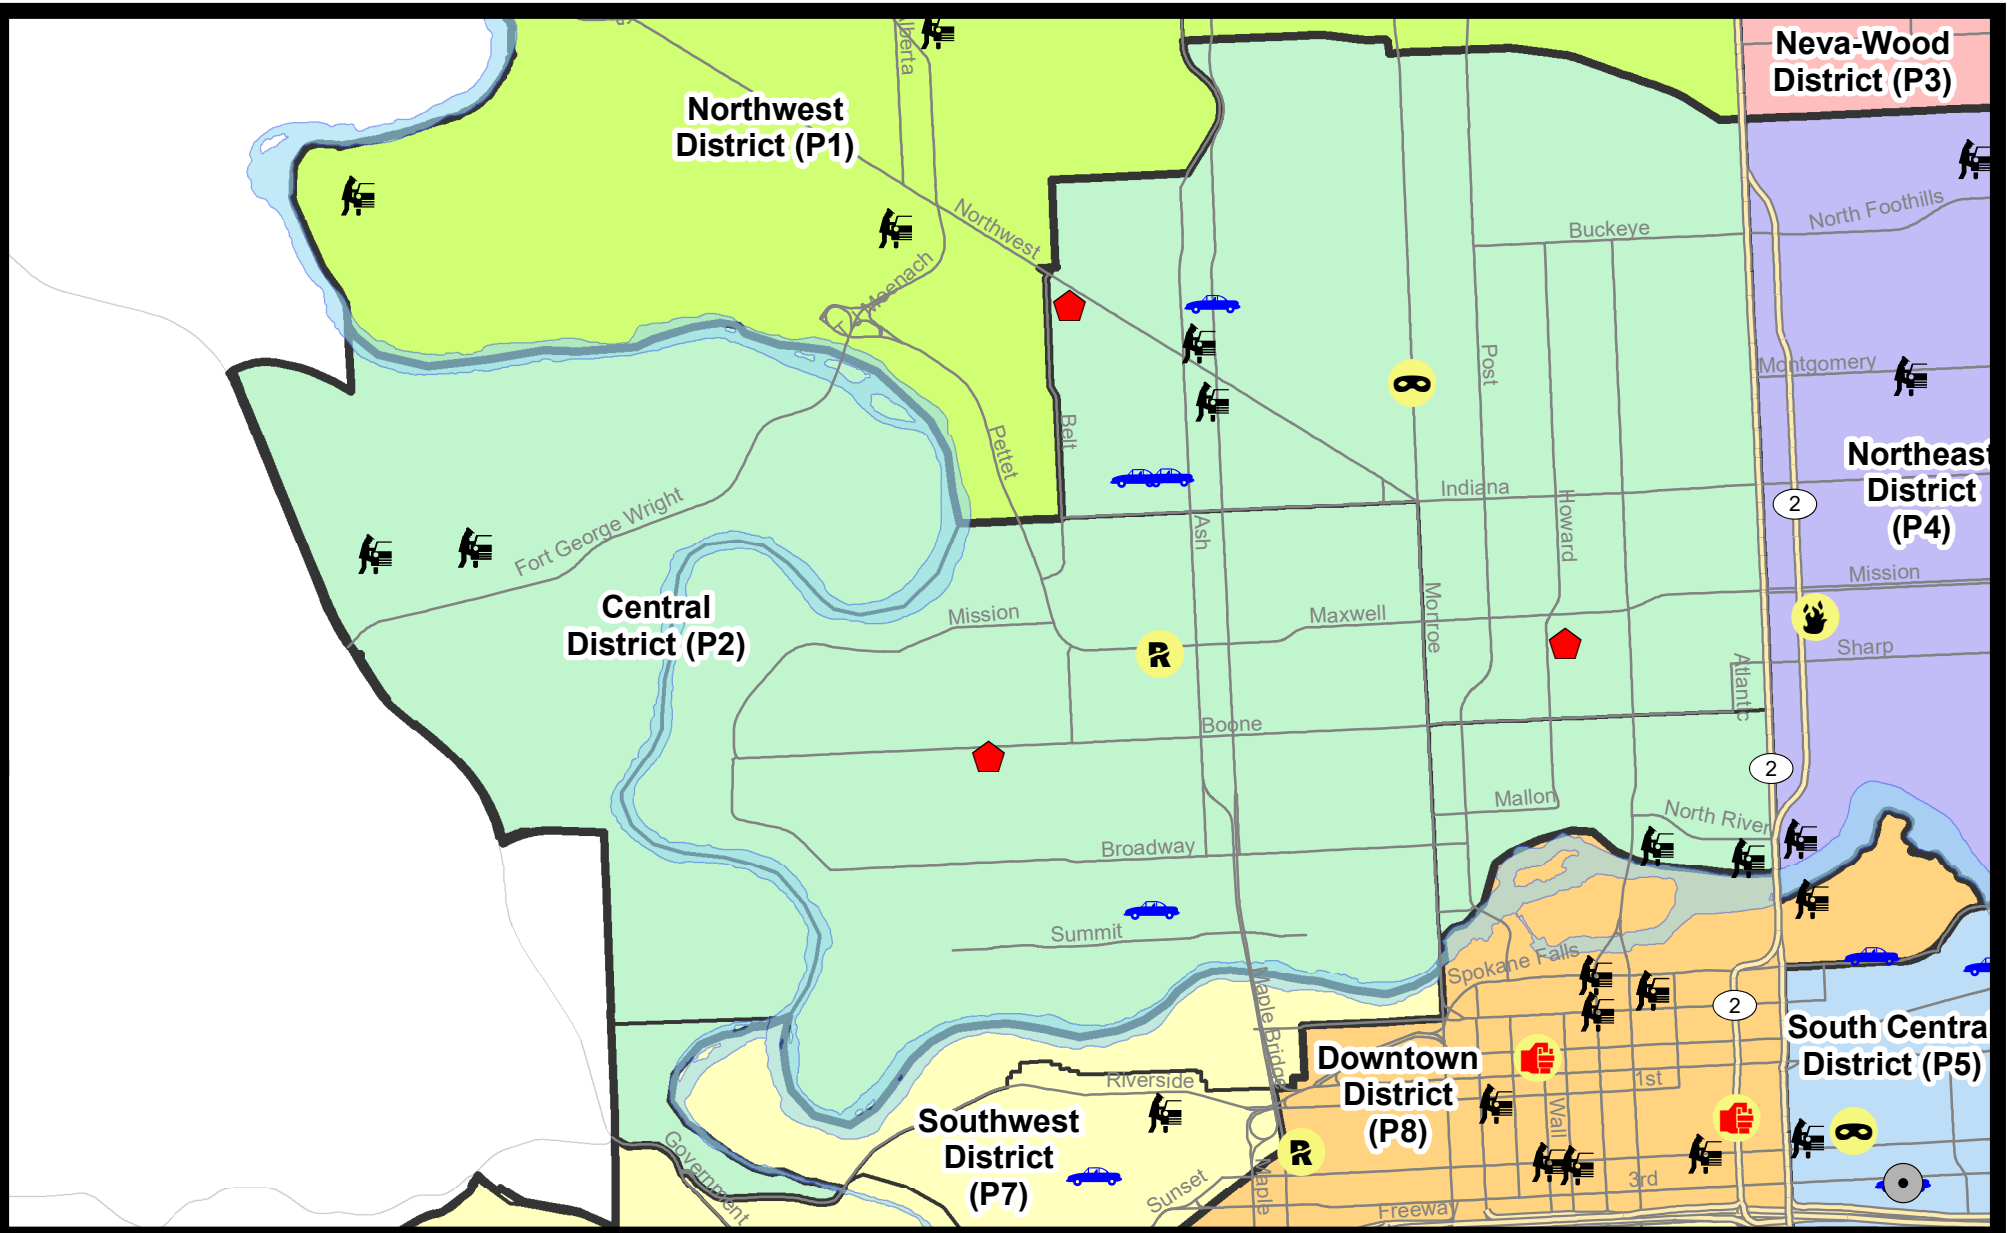 Neva-Wood
District (P3)
Alberta
Northwest
District (P1)
North Foothills
Northwest
Buckeye
T J Meenach
Post
Montgomery
Belt
Pettet
Northeast
District
(P4)
Indiana
2
Howard
Ash
Fort George Wright
Mission
Central
District (P2)
Mission
Maxwell
Monroe
R
Sharp
Atlantic
Boone
2
Mallon
North River
Broadway
Summit
Spokane Falls
Maple Bridge
2
South Centra
District (P5)
Downtown
District
(P8)
Riverside
1st
Wall
Southwest
District
(P7)
Government
R
Maple
Sunset
3rd
Freeway